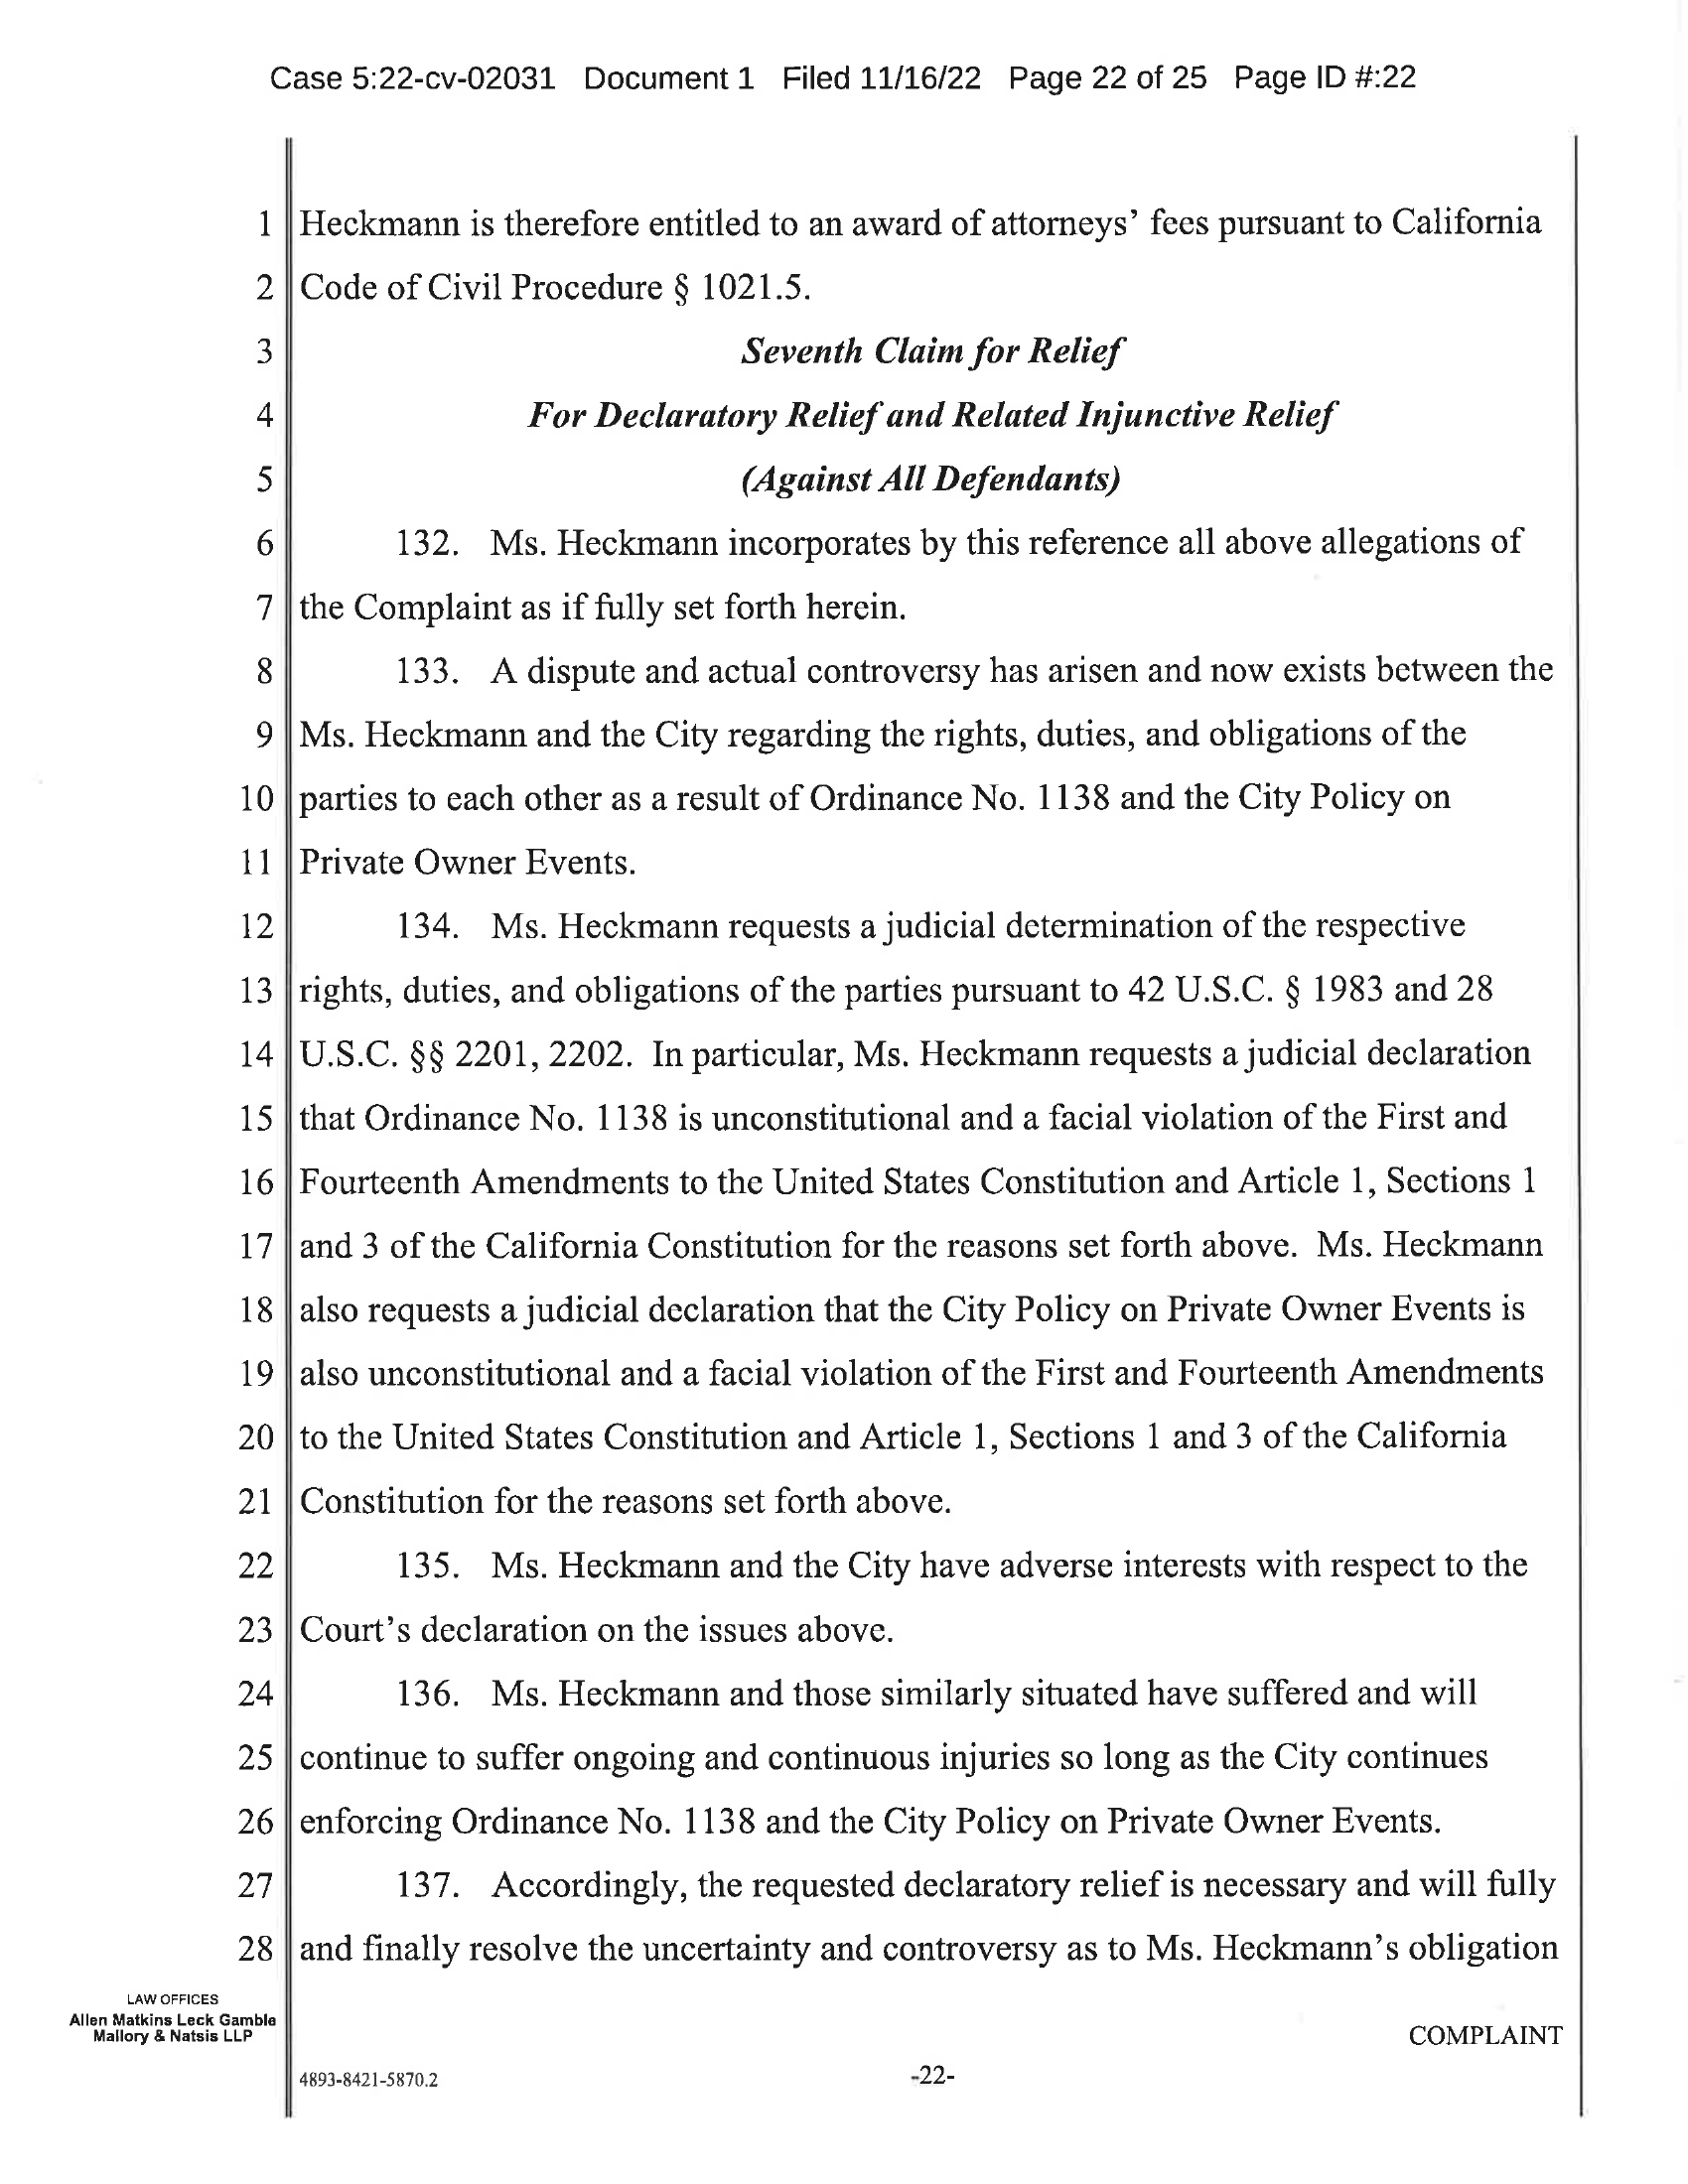 Case 5:22-cv-02031 Document 1 Filed 11/16/22 Page 22 of 25 Page ID #:22
1 Heckmann is therefore entitled to an award of attorneys’ fees pursuant to California
2 Code of Civil Procedure § 1021.5.
3 Seventh Claim for Relief
4 For Declaratory Relief and Related Injunctive Relief
5 (Against All Defendants)
6 132. Ms. Heckmann incorporates by this reference all above allegations of
7 the Complaint as if fully set forth herein.
8 133. A dispute and actual controversy has arisen and now exists between the
9 Ms. Heckmann and the City regarding the rights, duties, and obligations of the
10 parties to each other as a result of Ordinance No. 1138 and the City Policy on
11 Private Owner Events.
12 134. Ms. Heckmann requests a judicial determination of the respective
13 rights, duties, and obligations of the parties pursuant to 42 U.S.C. § 1983 and 28
14 U.S.C. §§ 2201, 2202. In particular, Ms. Heckmann requests a judicial declaration
15 that Ordinance No. 1138 is unconstitutional and a facial violation of the First and
16 Fourteenth Amendments to the United States Constitution and Article 1, Sections 1
17 and 3 of the California Constitution for the reasons set forth above. Ms. Heckmann
18 also requests a judicial declaration that the City Policy on Private Owner Events is
19 also unconstitutional and a facial violation of the First and Fourteenth Amendments
20 to the United States Constitution and Article 1, Sections 1 and 3 of the California
21 Constitution for the reasons set forth above.
22 135. Ms. Heckmann and the City have adverse interests with respect to the
23 Court’s declaration on the issues above.
24 136. Ms. Heckmann and those similarly situated have suffered and will
25 continue to suffer ongoing and continuous injuries so long as the City continues
26 enforcing Ordinance No. 1138 and the City Policy on Private Owner Events.
27 137. Accordingly, the requested declaratory relief is necessary and will fully
28 and finally resolve the uncertainty and controversy as to Ms. Heckmann’s obligation
LAW OFFICES
Allen Matkins Leck Gamble
Mallory & Natsis LLP
COMPLAINT
4893-8421-5870.2
-22-